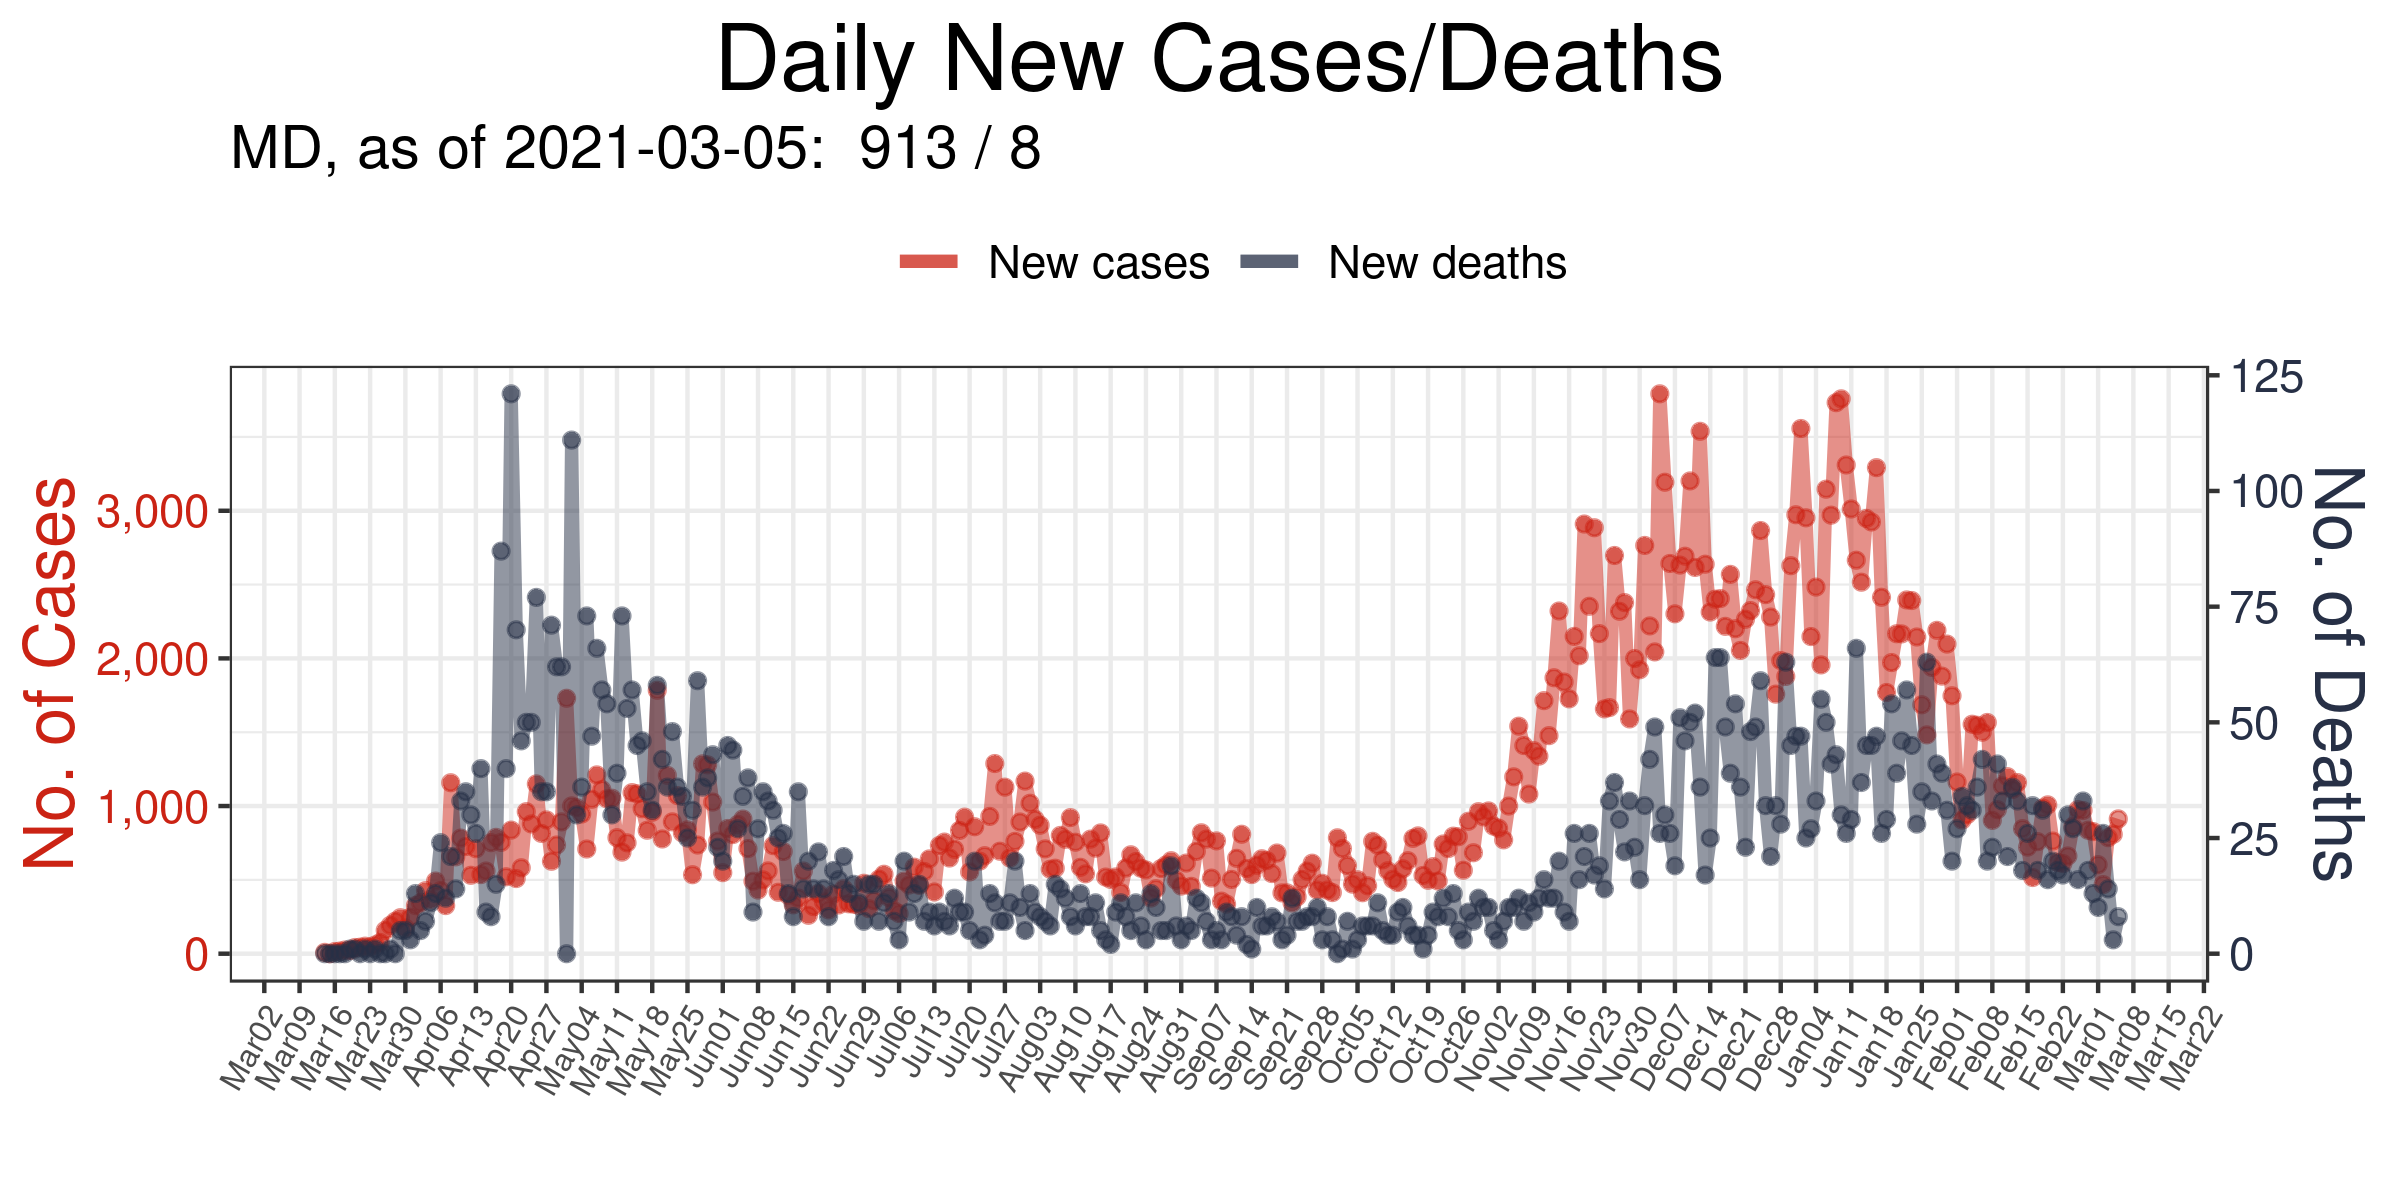 Daily New Cases/Deaths
MD, as of 2021-03-05:  913 / 8
New cases
New deaths
No. of Cases
3,000
2,000
1,000
0
125
100
75
50
25
0
No. of Deaths
Mar02
Mar09
Mar16
Mar23
Mar30
Apr06
Apr13
Apr20
Apr27
May04
May11
May18
May25
Jun01
Jun08
Jun15
Jun22
Jun29
Jul06
Jul13
Jul20
Jul27
Aug03
Aug10
Aug17
Aug24
Aug31
Sep07
Sep14
Sep21
Sep28
Oct05
Oct12
Oct19
Oct26
Nov02
Nov09
Nov16
Nov23
Nov30
Dec07
Dec14
Dec21
Dec28
Jan04
Jan11
Jan18
Jan25
Feb01
Feb08
Feb15
Feb22
Mar01
Mar08
Mar15
Mar22